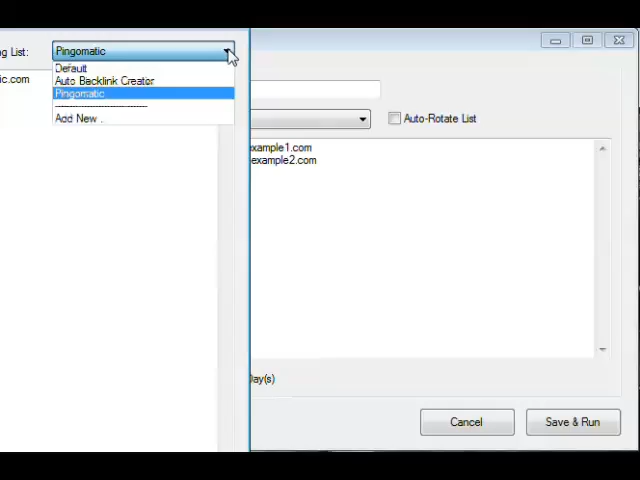 g List:
Pingomatic
ic.com
Default
Auto Backlink Creator
Pingomatic
------------------------------
Add New .
Auto-Rotate List
example1.com
example2.com
Day(s)
Cancel
Save & Run